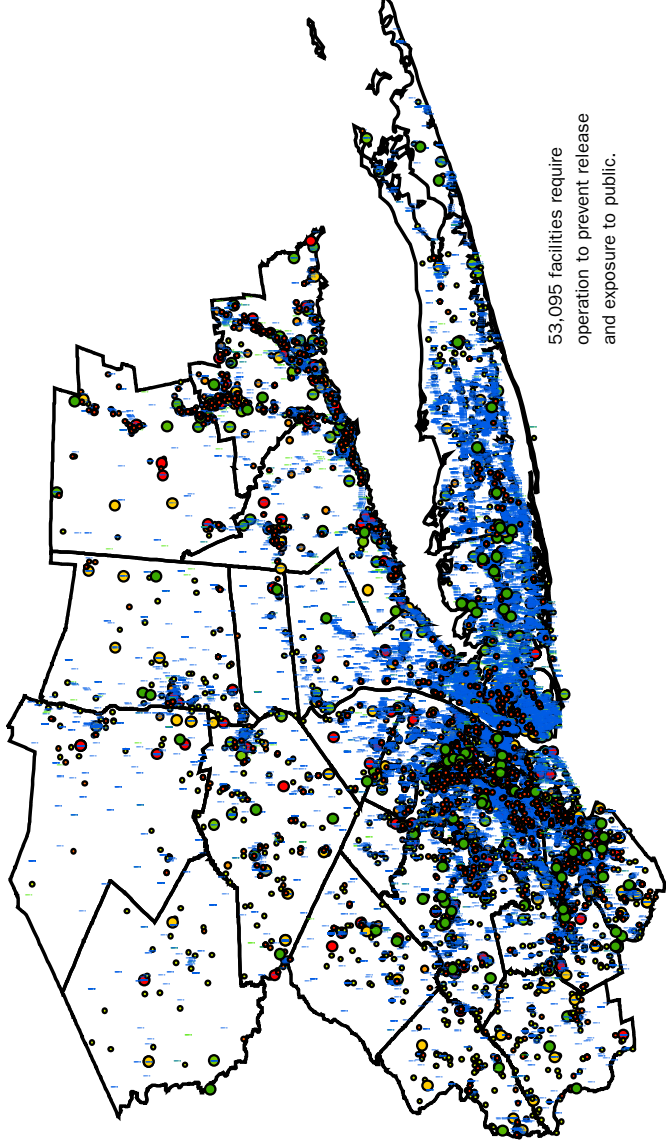 53,095 facilities require
operation to prevent release
and exposure to public.